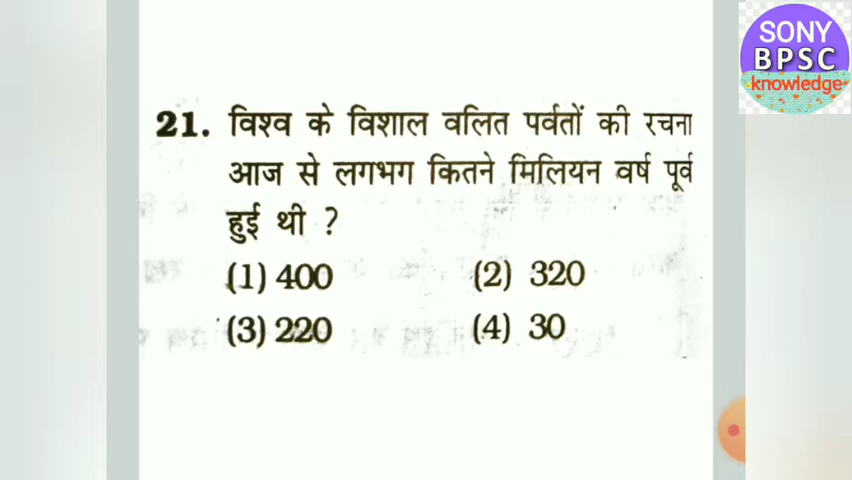 SONY
BPSC
knowledge
21. विश्व के विशाल वलित पर्वतों की रचना
आज से लगभग कितने मिलियन वर्ष पूर्व
हुई थी ?
(1) 400 (2) 320
(3) 220 (4) 30